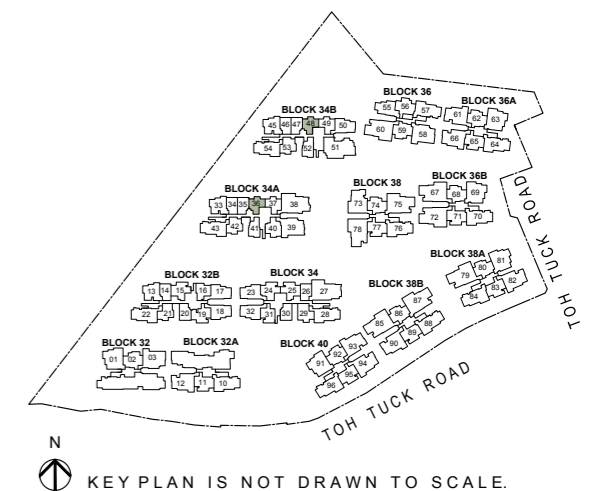 BLOCK 36
55 56 57
60 59 58
BLOCK 36A
61 62 63
66 65 64
BLOCK 34B
45 46 47 48 49 50
54 53 52 51
BLOCK 34A
33 34 35 36 37 38
43 42 41 40 39
BLOCK 38
73 74 75
78 77 76
BLOCK 36B
67 68 69
72 71 70
TOH TUCK ROAD
BLOCK 38A
79 80 81
84 83 82
BLOCK 32B
13 14 15 16 17
22 21 20 19 18
BLOCK 34
23 24 25 26 27
32 31 30 29 28
BLOCK 38B
85 86 87
90 89 88
BLOCK 32
01 02 03
BLOCK 32A
12 11 10
BLOCK 40
91 92 93
96 95 94
TOH TUCK ROAD
N
KEY PLAN IS NOT DRAWN TO SCALE.